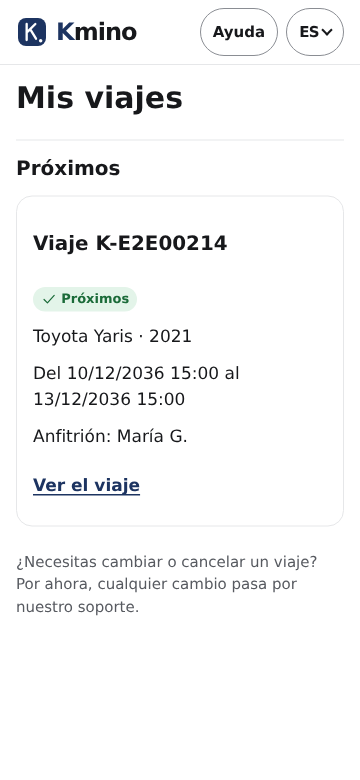 K. Kmino
Ayuda
ES
Mis viajes
Próximos
Viaje K-E2E00214
Próximos
Toyota Yaris · 2021
Del 10/12/2036 15:00 al
13/12/2036 15:00
Anfitrión: María G.
Ver el viaje
¿Necesitas cambiar o cancelar un viaje?
Por ahora, cualquier cambio pasa por
nuestro soporte.